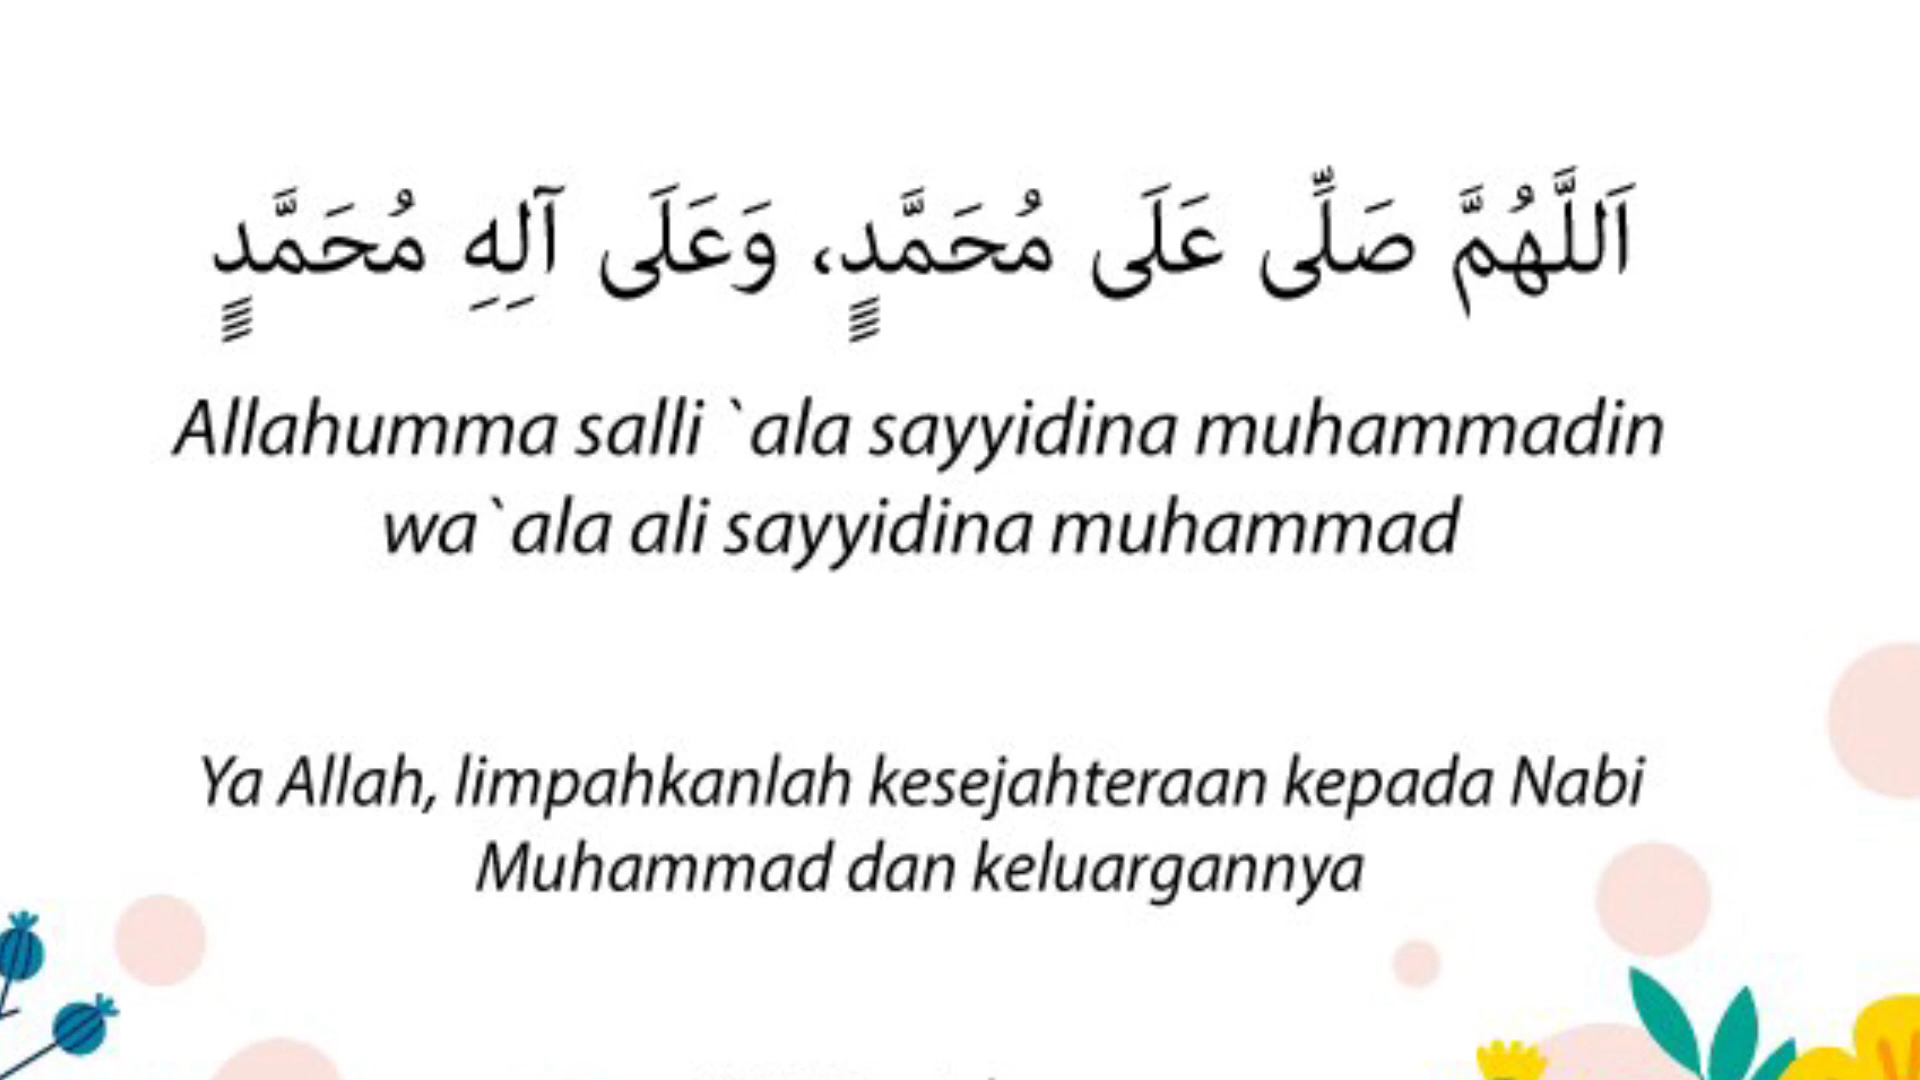 اَللَّهُمَّ صَلِّى عَلَى مُحَمَّدٍ، وَعَلَى آلِهِ مُحَمَّدٍ
Allahumma salli `ala sayyidina muhammadin
wa`ala ali sayyidina muhammad
Ya Allah, limpahkanlah kesejahteraan kepada Nabi
Muhammad dan keluargannya